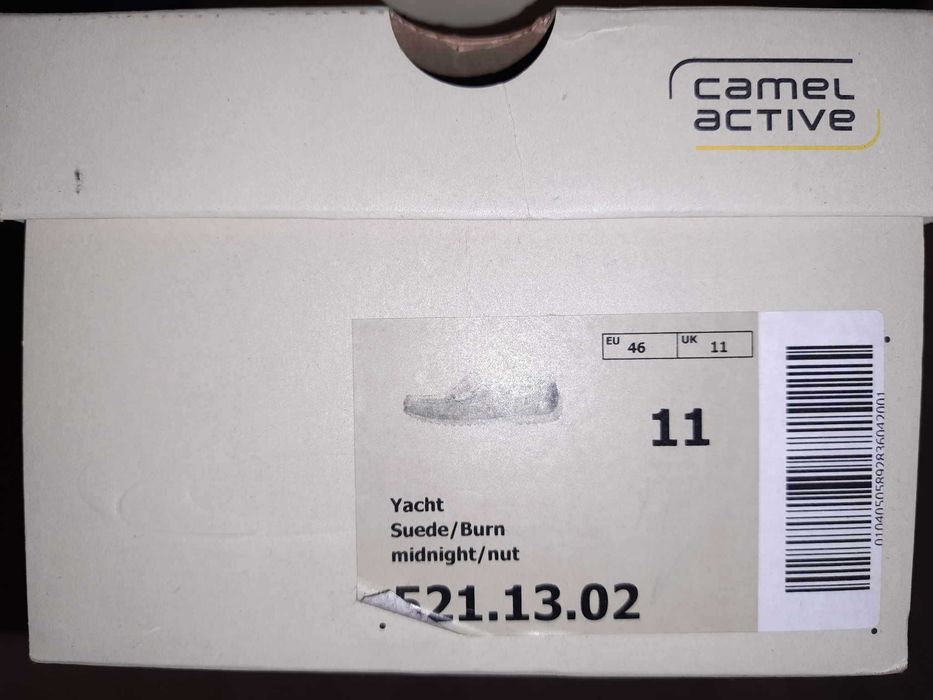 camel
active
EU 46 UK 11
11
Yacht
Suede/Burn
midnight/nut
521.13.02